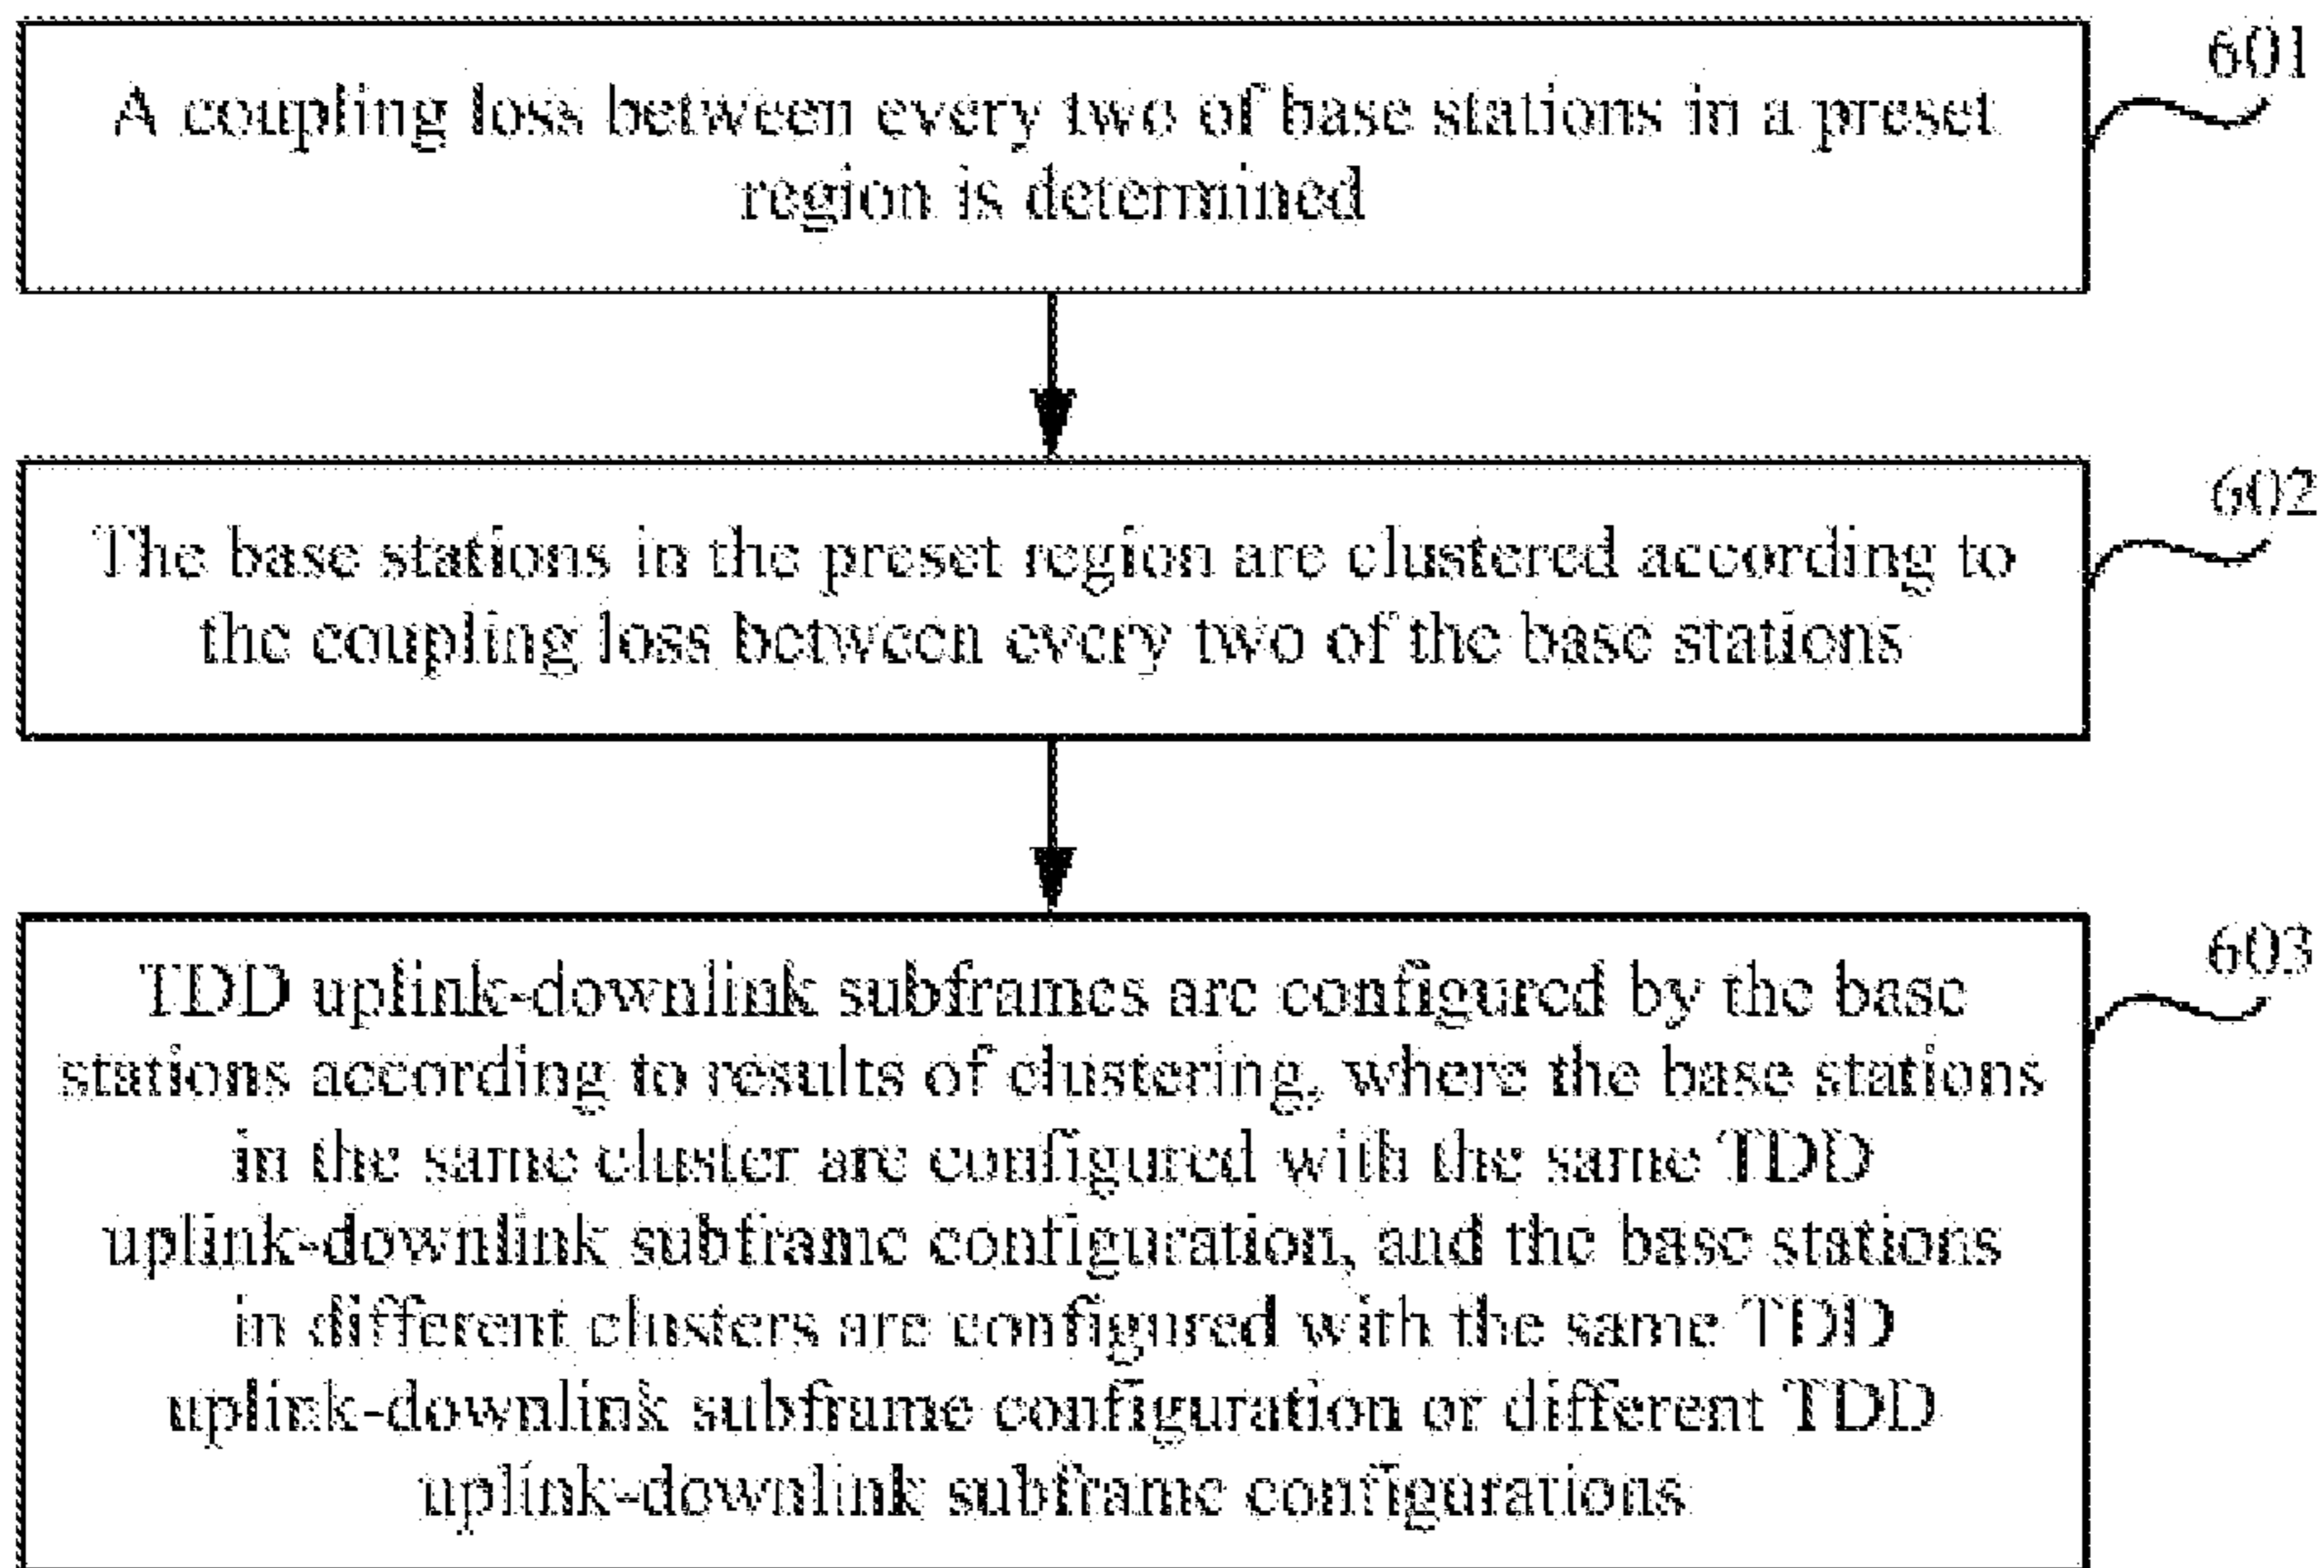 601
A coupling loss between every two of base stations in a preset
region is determined
602
The base stations in the preset region are clustered according to
the coupling loss between every two of the base stations
603
TDD uplink-downlink subframes are configured by the base
stations according to results of clustering, where the base stations
in the same cluster are configured with the same TDD
uplink-downlink subframe configuration, and the base stations
in different clusters are configured with the same TDD
uplink-downlink subframe configuration or different TDD
uplink-downlink subframe configurations